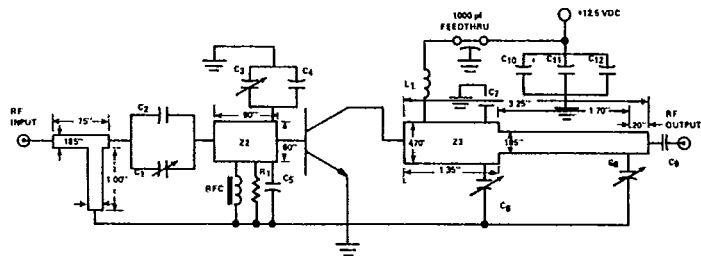 1000 pf
FEEDTHRU
+12.5 VDC
C3
C4
C10
+
C11
C12
L1
C7
3.25"
1.70"
.20"
RF
INPUT
.75"
.185"
1.00"
C2
C1
.90"
Z2
.60"
RFC
R1
C5
.470"
Z3
.185"
1.35"
C6
C8
RF
OUTPUT
C9